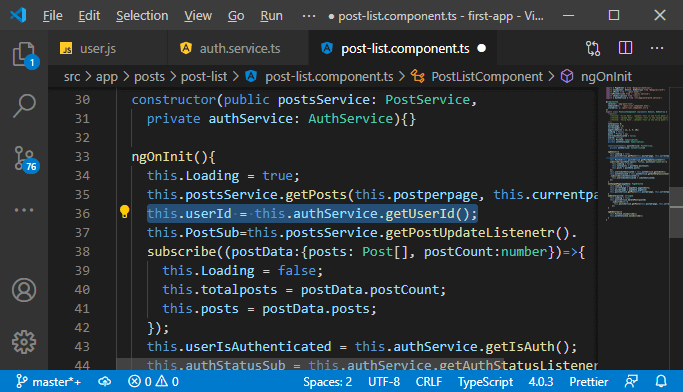 File Edit View Go Run ··· post-list.component.ts - first-app - Vi...
user.js auth.service.ts post-list.component.ts
src > app > posts > post-list > post-list.component.ts > PostListComponent > ngOnInit
30 constructor(public postsService: PostService,
31 private authService: AuthService){}
32
33 ngOnInit(){
34 this.Loading = true;
35 this.postsService.getPosts(this.postperpage, this.currentpa
36 this.userId = this.authService.getUserId();
37 this.PostSub=this.postsService.getPostUpdateListenetr().
38 subscribe((postData:{posts: Post[], postCount:number})=>{
39 this.Loading = false;
40 this.totalposts = postData.postCount;
41 this.posts = postData.posts;
42 });
43 this.userIsAuthenticated = this.authService.getIsAuth();
44 this.authStatusSub = this.authService.getAuthStatusListener
1
76
master*+ 0 0 Spaces: 2 UTF-8 CRLF TypeScript 4.0.3 Prettier